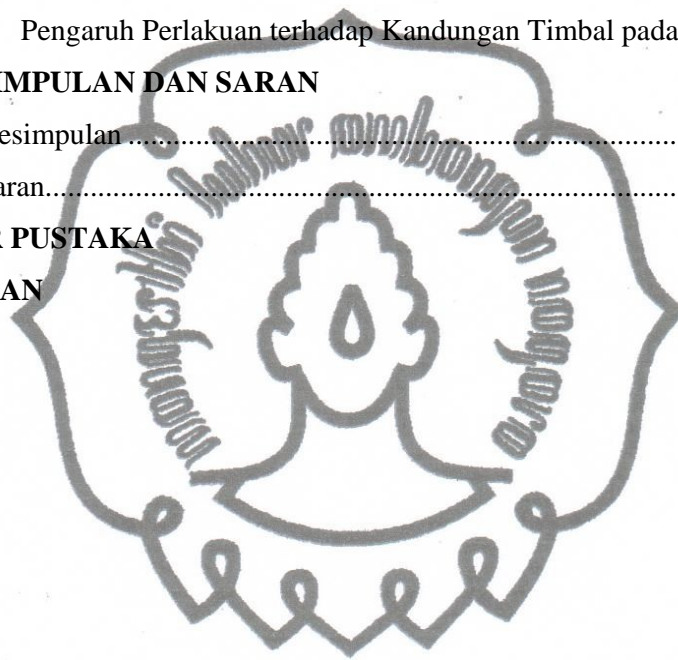 Pengaruh Perlakuan terhadap Kandungan Timbal pada
IMPULAN DAN SARAN
esimpulan ................................................................
aran................................................................
R PUSTAKA
AN